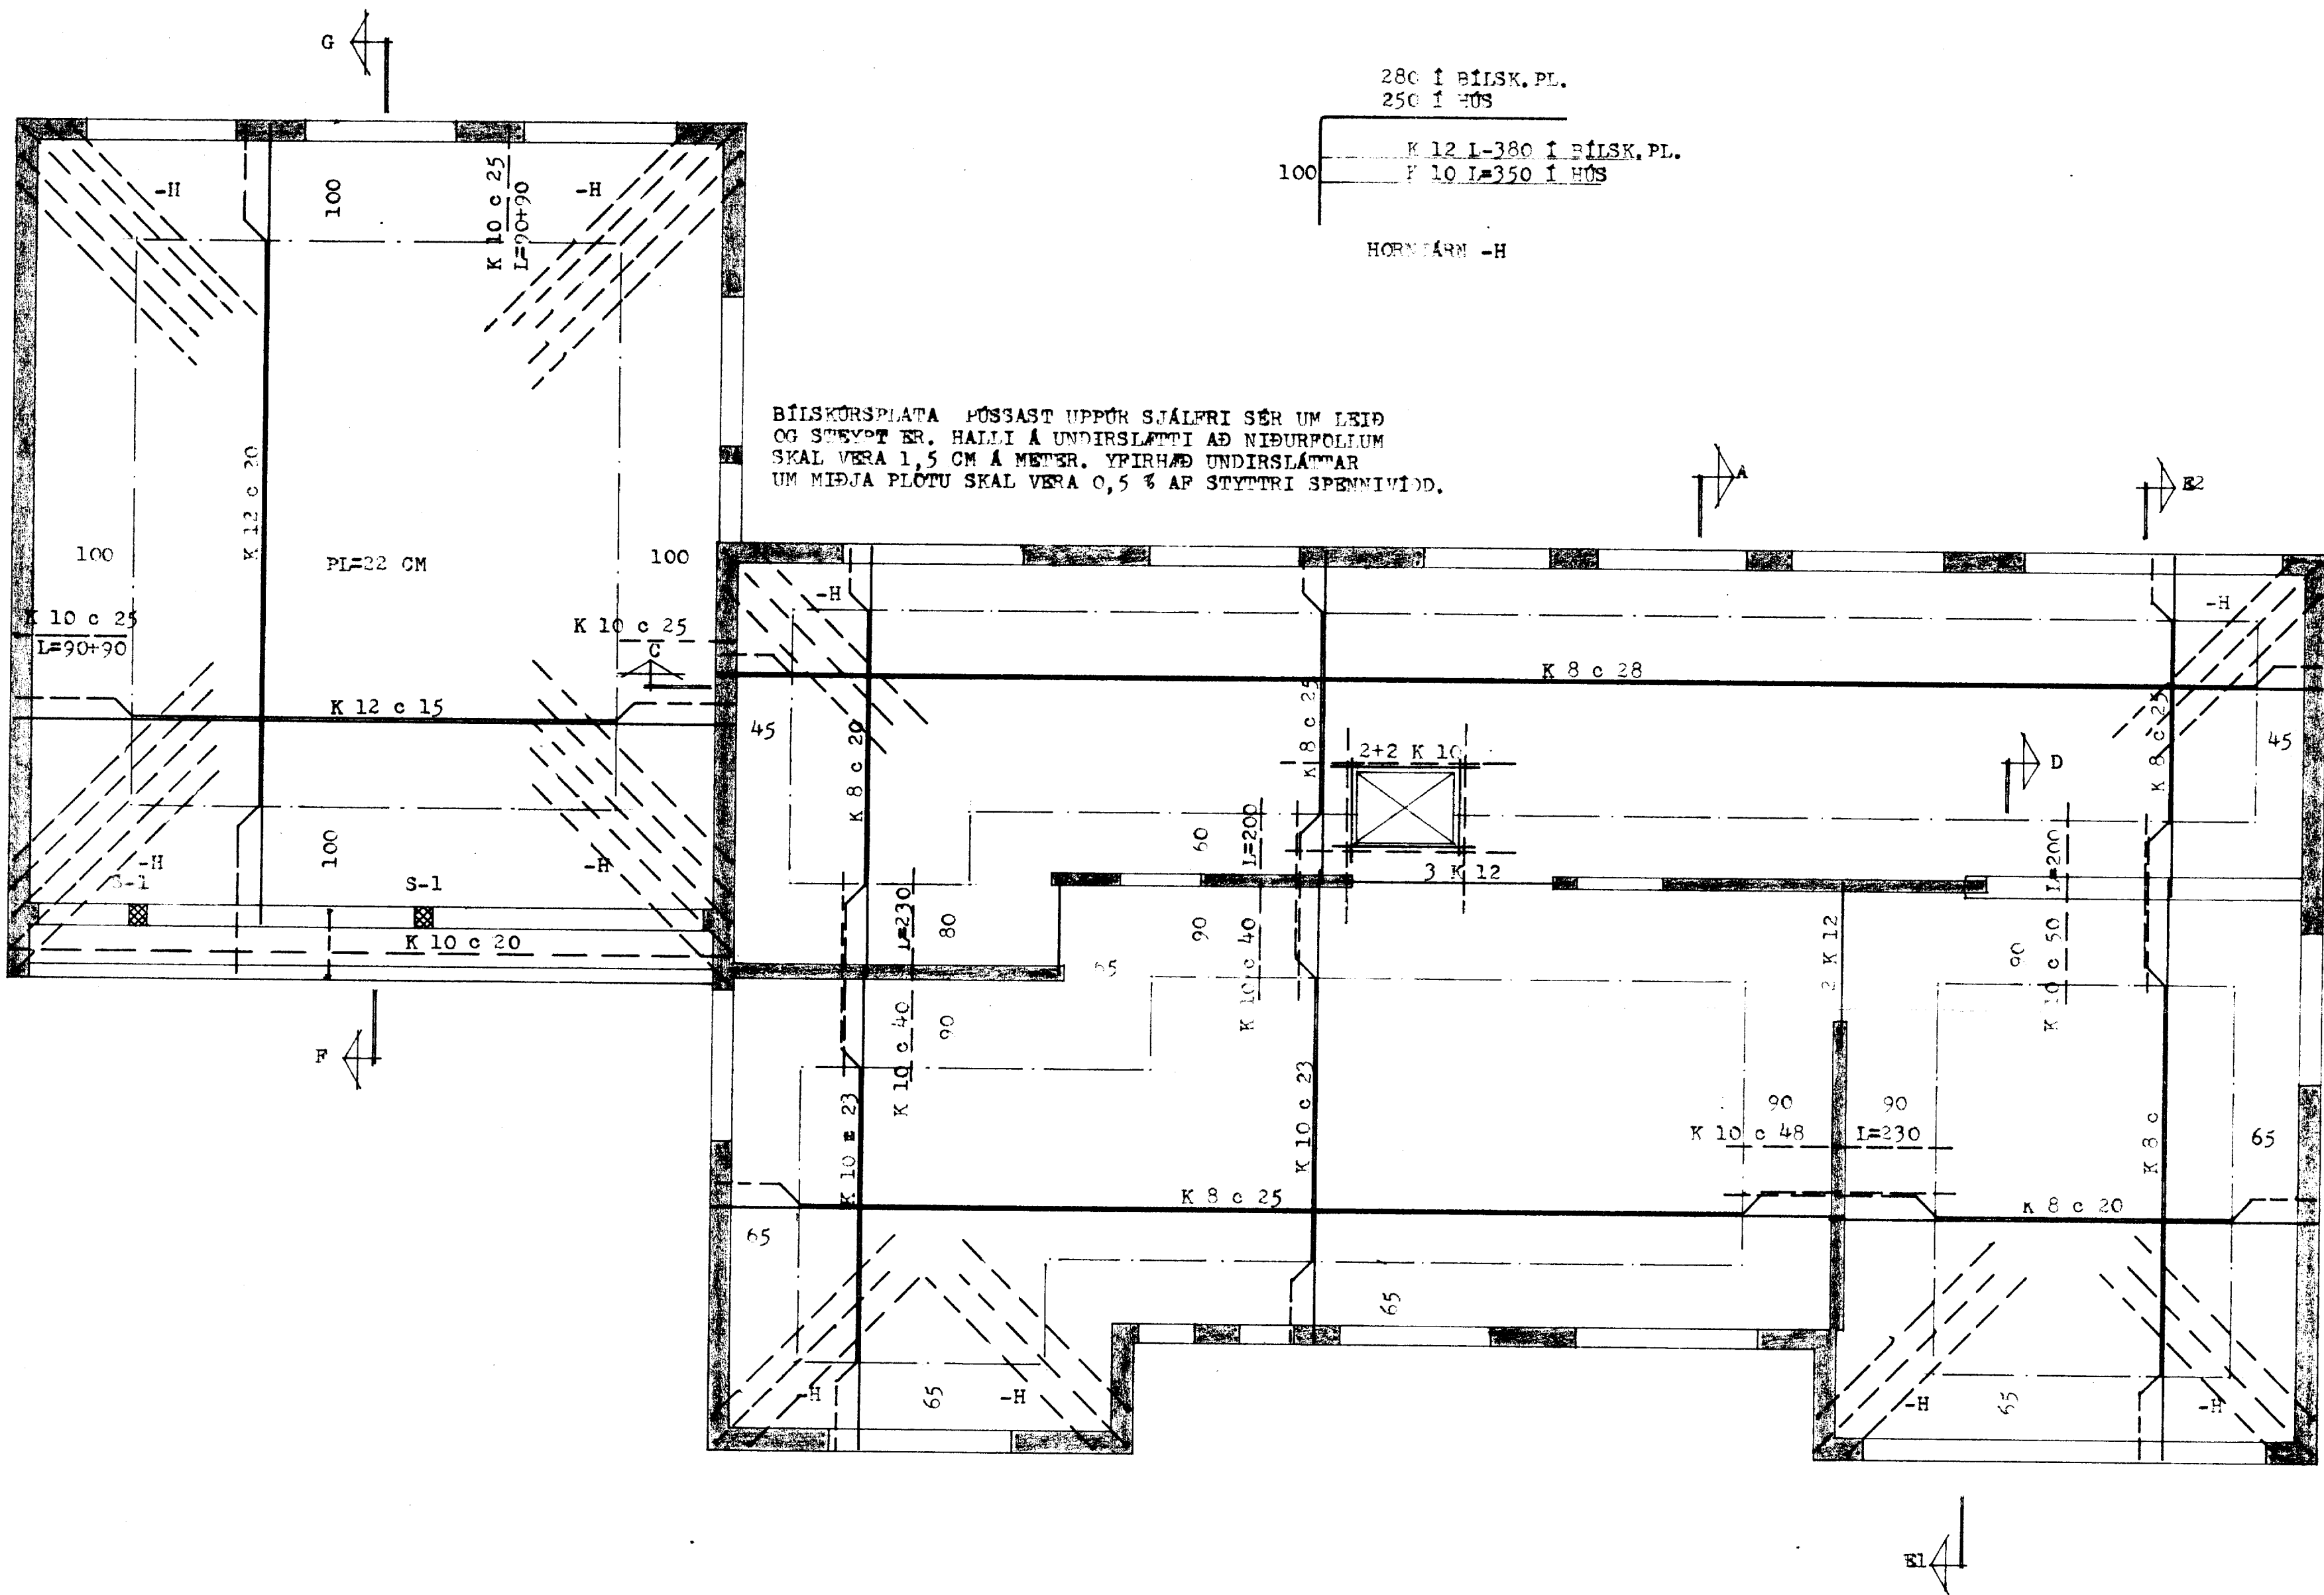 G
280 Í BÍLSK.PL.
250 Í HÚS
K 12 L-380 Í BÍLSK.PL.
100
K 10 L=350 Í HÚS
HORNJÁRN -H
-H
100
K 10 c 25
L=90+90
-H
BÍLSKÚRSPLATA PÚSSAST UPPÚR SJÁLFRI SÉR UM LEIÐ
OG STEYPT ER. HALLI Á UNDIRSLÆTTI AÐ NIÐURFÖLLUM
SKAL VERA 1,5 CM Á METER. YFIRHÆÐ UNDIRSLÁTTAR
UM MIÐJA PLÖTU SKAL VERA 0,5 % AF STYTTRI SPENNIVÍDD.
K 12 c 20
A
E2
100
PL=22 CM
100
K 10 c 25
L=90+90
K 10 c 25
C
-H
-H
K 8 c 28
K 12 c 15
45
K 8 c 20
K 8 c 25
2+2 K 10
D
K 8 c 25
45
100
-H
S-1
S-1
-H
60
L=200
3 K 12
L=200
K 10 c 20
L=230
80
90
65
K 10 c 40
2 K 12
90
K 10 c 50
F
K 10 c 40
90
K 10 c 23
K 10 c 23
90
90
K 10 c 48
L=230
K 8 c
65
K 8 c 25
K 8 c 20
65
65
-H
65
-H
-H
65
-H
E1